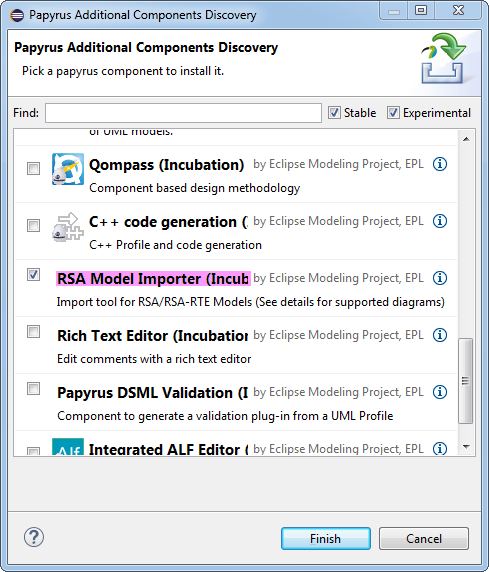 Papyrus Additional Components Discovery
Papyrus Additional Components Discovery
Pick a papyrus component to install it.
Find: Stable Experimental
of UML models.
Qompass (Incubation) by Eclipse Modeling Project, EPL
Component based design methodology
C++ code generation (I by Eclipse Modeling Project, EPL
C++ Profile and code generation
RSA Model Importer (Incub by Eclipse Modeling Project, EPL
Import tool for RSA/RSA-RTE Models (See details for supported diagrams)
Rich Text Editor (Incubation by Eclipse Modeling Project, EPL
Edit comments with a rich text editor
Papyrus DSML Validation (I by Eclipse Modeling Project, EPL
Component to generate a validation plug-in from a UML Profile
Alf Integrated ALF Editor ( by Eclipse Modeling Project, EPL
Finish Cancel